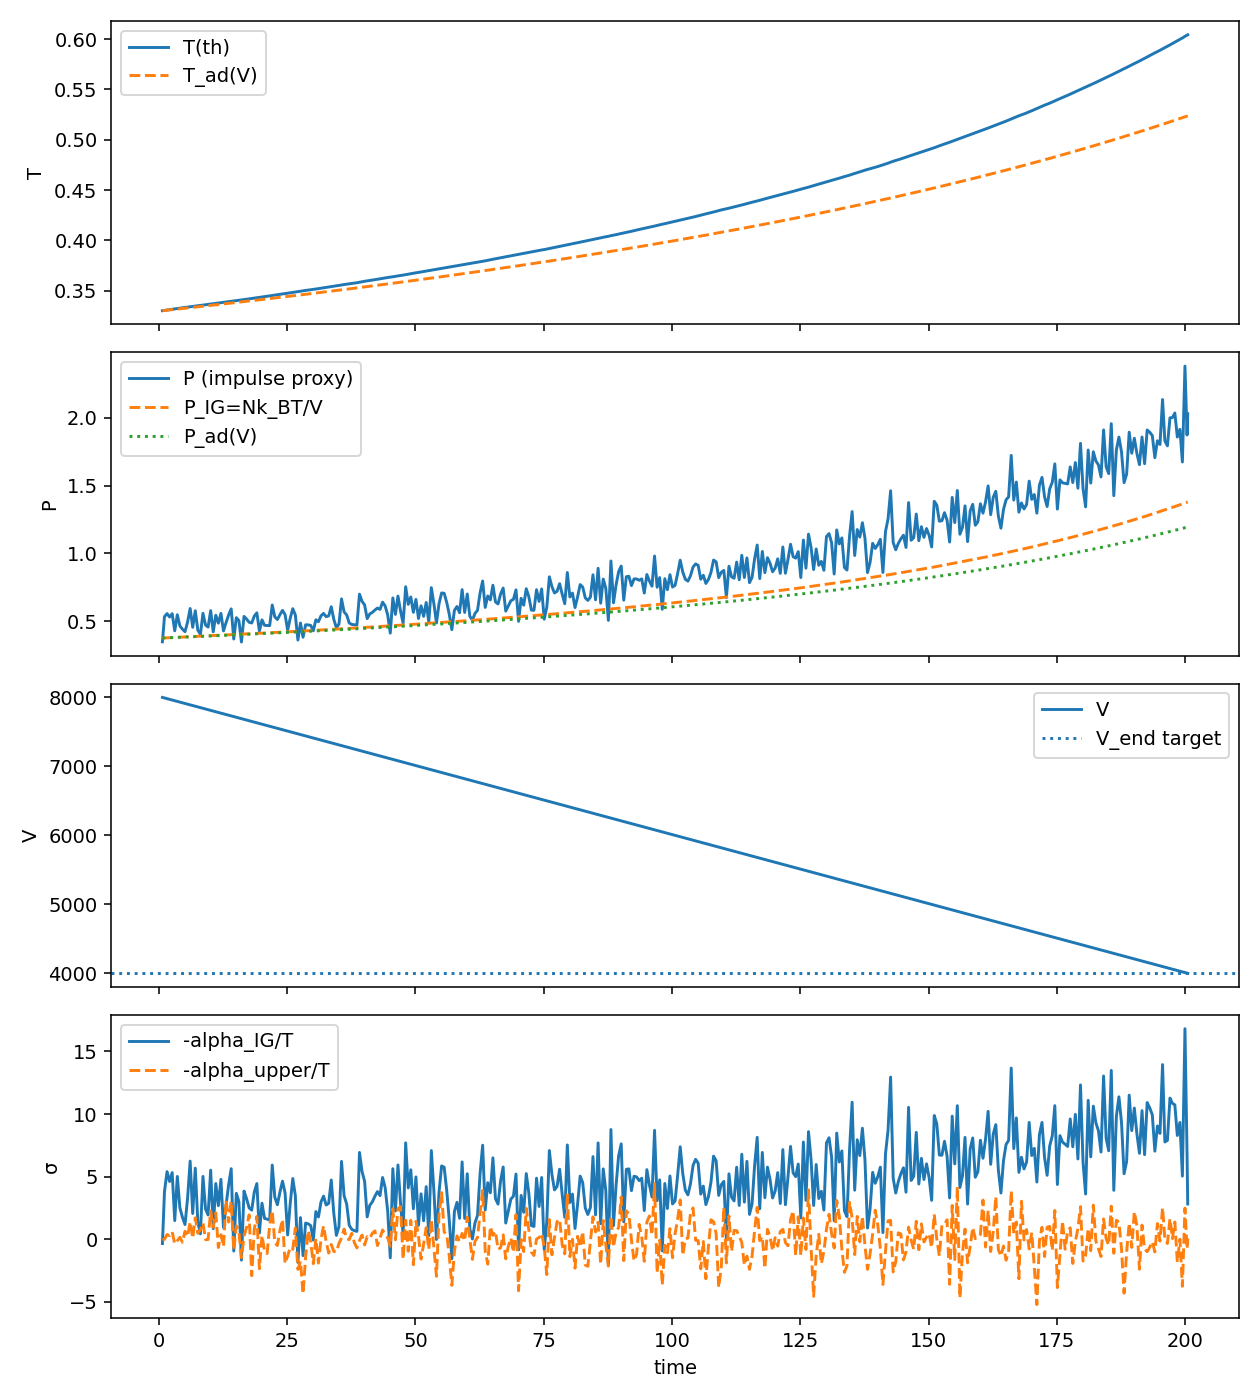 T(th)
T_ad(V)
0.60
0.55
0.50
0.45
0.40
0.35
T
P (impulse proxy)
P_IG=Nk_BT/V
P_ad(V)
2.0
1.5
1.0
0.5
P
V
V_end target
8000
7000
6000
5000
4000
V
-alpha_IG/T
-alpha_upper/T
15
10
5
0
−5
σ
0 25 50 75 100 125 150 175 200
time